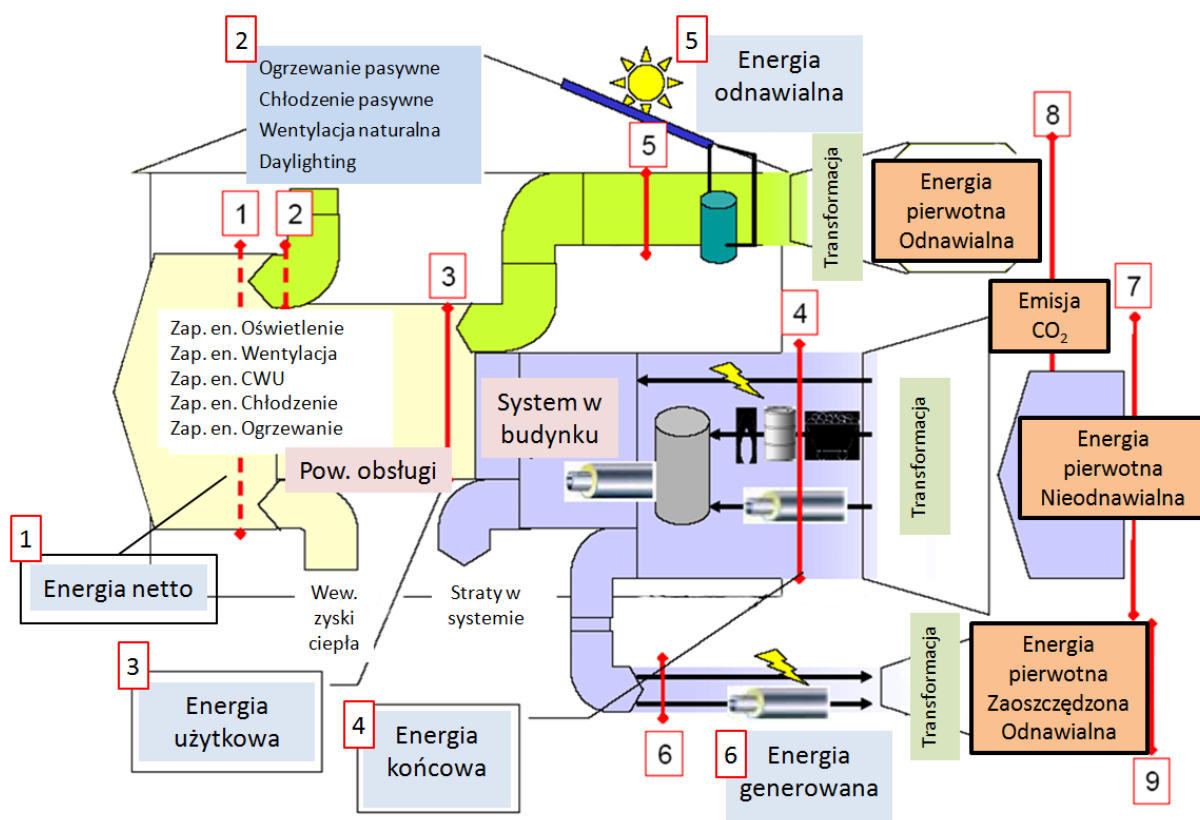 2
Ogrzewanie pasywne
Chłodzenie pasywne
Wentylacja naturalna
Daylighting
5
Energia
odnawialna
8
5
Transformacja
Energia
pierwotna
Odnawialna
1
2
3
4
7
Emisja
CO₂
Zap. en. Oświetlenie
Zap. en. Wentylacja
Zap. en. CWU
Zap. en. Chłodzenie
Zap. en. Ogrzewanie
System w
budynku
Pow. obsługi
Transformacja
Energia
pierwotna
Nieodnawialna
1
Energia netto
Wew.
zyski
ciepła
Straty w
systemie
3
Energia
użytkowa
4
Energia
końcowa
6
6
Energia
generowana
Transformacja
Energia
pierwotna
Zaoszczędzona
Odnawialna
9